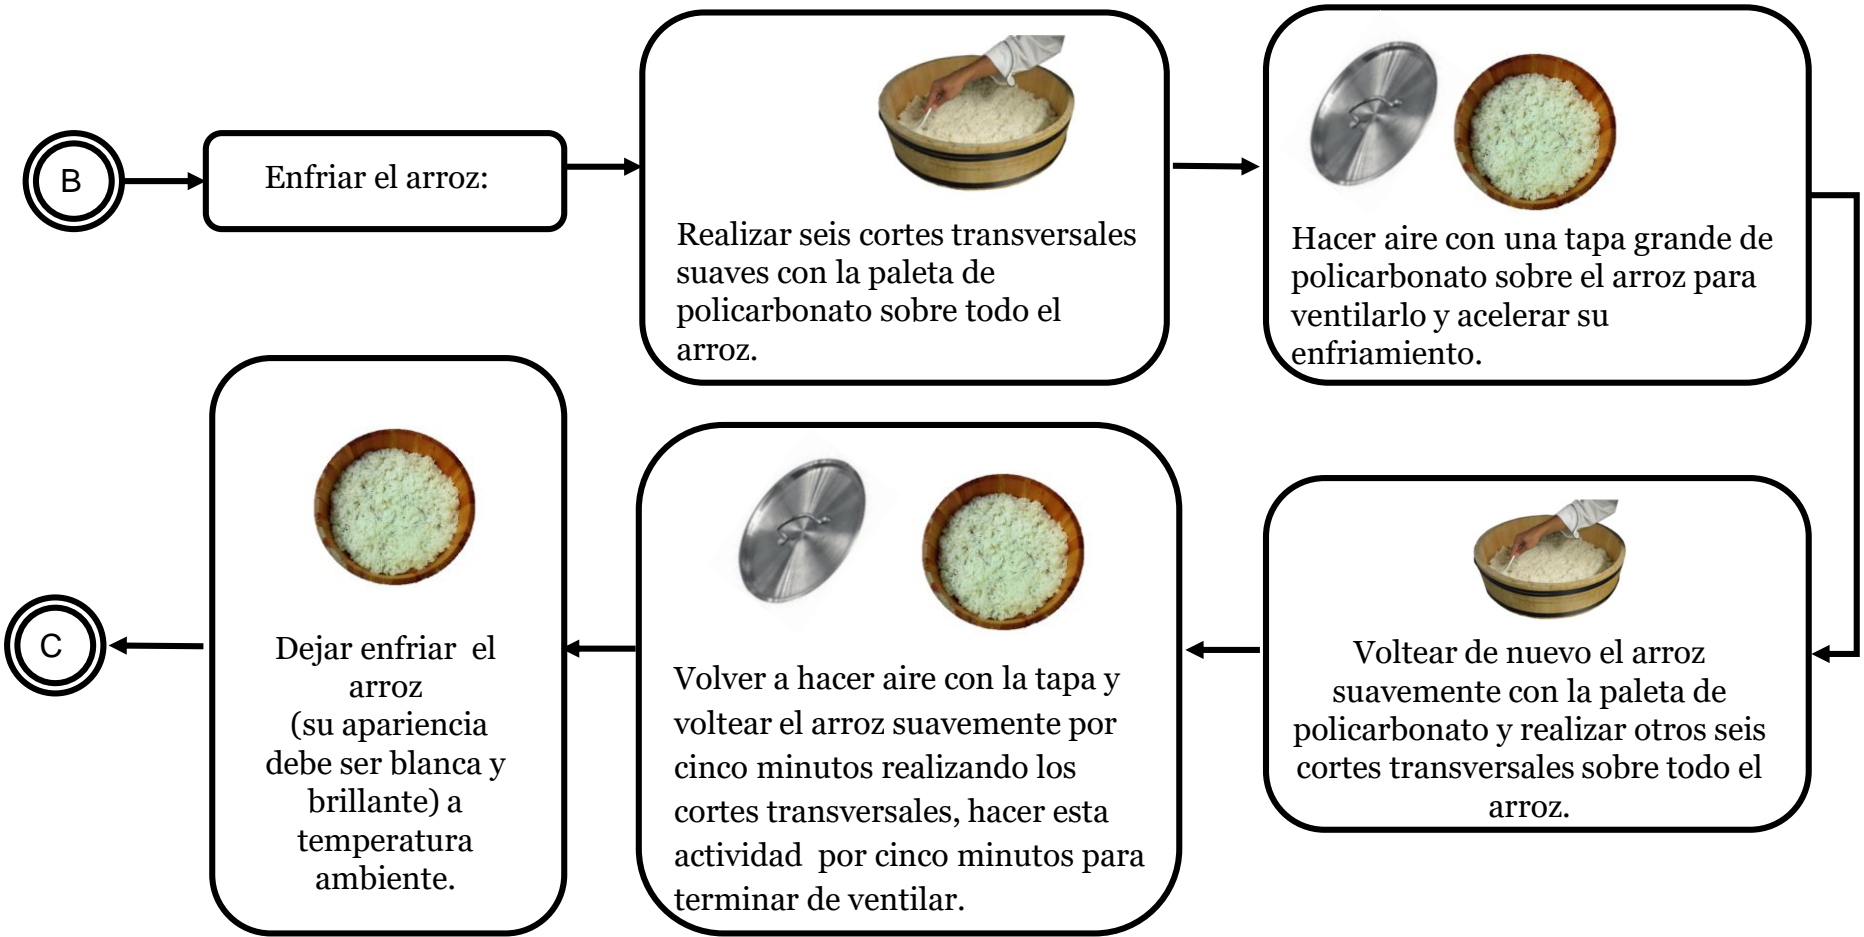 B
Enfriar el arroz:
Realizar seis cortes transversales
suaves con la paleta de
policarbonato sobre todo el
arroz.
Hacer aire con una tapa grande de
policarbonato sobre el arroz para
ventilarlo y acelerar su
enfriamiento.
Voltear de nuevo el arroz
suavemente con la paleta de
policarbonato y realizar otros seis
cortes transversales sobre todo el
arroz.
Volver a hacer aire con la tapa y
voltear el arroz suavemente por
cinco minutos realizando los
cortes transversales, hacer esta
actividad  por cinco minutos para
terminar de ventilar.
Dejar enfriar  el
arroz
(su apariencia
debe ser blanca y
brillante) a
temperatura
ambiente.
C